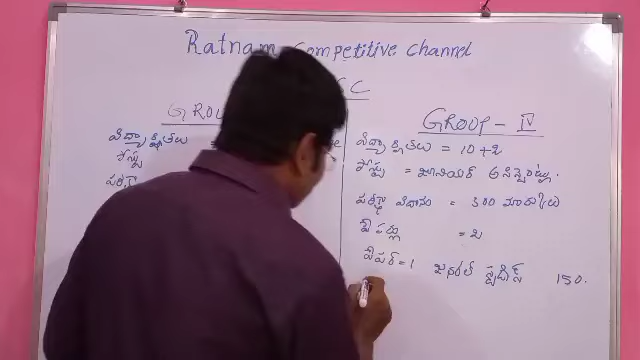 Ratnam Competitive Channel
C
GROU
విద్యార్హతలు
పోస్టు
GROUP - IV
విద్యార్హతలు = 10+2
పోస్టు = జూనియర్ అసిస్టెంట్లు.
పరీక్షా విధానం = 300 మార్కులు
పేపర్లు = 2
పేపర్ = 1 జనరల్ స్టడీస్ 150.